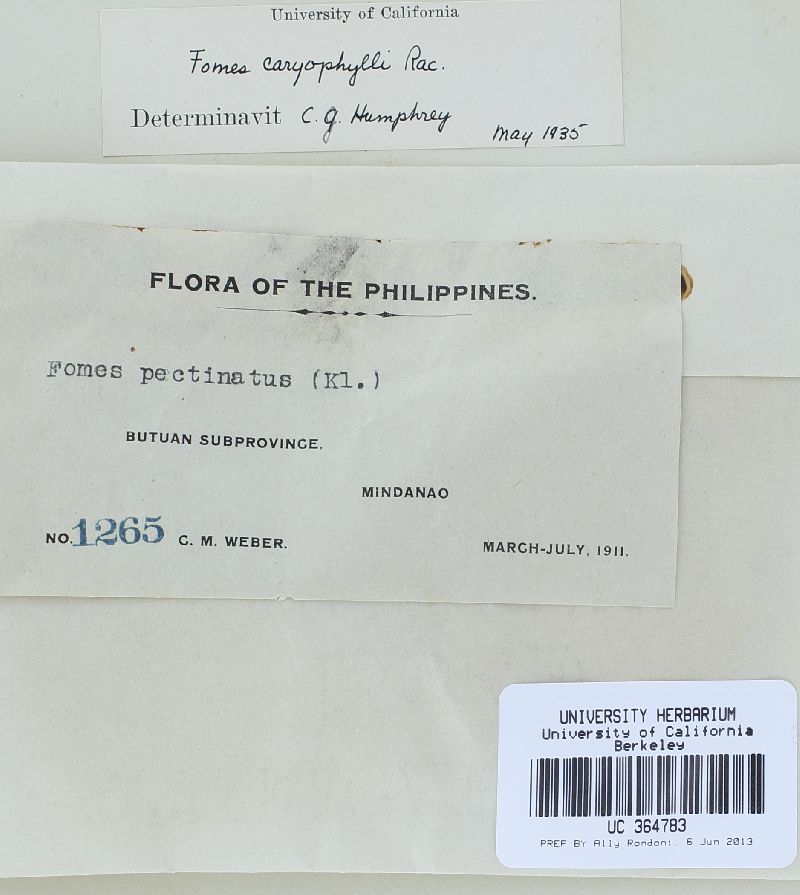 University of California
Fomes caryophylli Rac.
Determinavit C. J. Humphrey
May 1935
FLORA OF THE PHILIPPINES.
Fomes pectinatus (Kl.)
BUTUAN SUBPROVINCE,
MINDANAO
NO. 1265 C. M. WEBER.
MARCH-JULY, 1911.
UNIVERSITY HERBARIUM
University of California
Berkeley
UC 364783
PREP BY Ally Rondoni, 6 Jun 2013